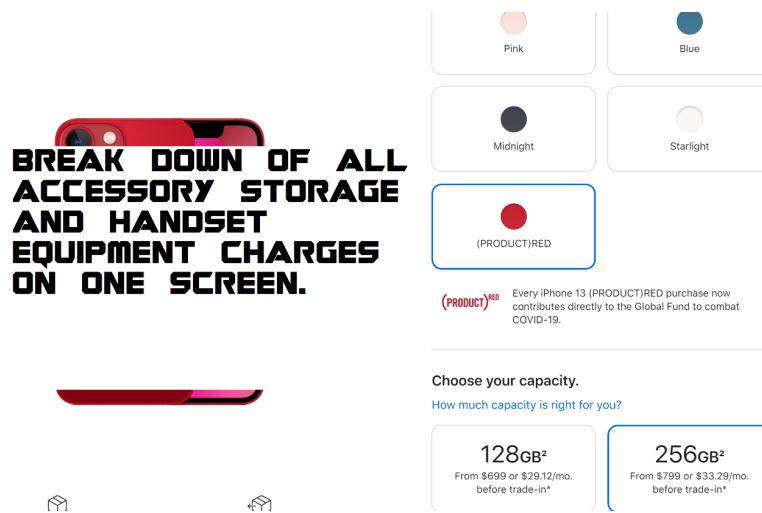 BREAK DOWN OF ALL
ACCESSORY STORAGE
AND HANDSET
EQUIPMENT CHARGES
ON ONE SCREEN.
Pink
Blue
Midnight
Starlight
(PRODUCT)RED
(PRODUCT)RED
Every iPhone 13 (PRODUCT)RED purchase now
contributes directly to the Global Fund to combat
COVID-19.
Choose your capacity.
How much capacity is right for you?
128GB²
From $699 or $29.12/mo.
before trade-in*
256GB²
From $799 or $33.29/mo.
before trade-in*